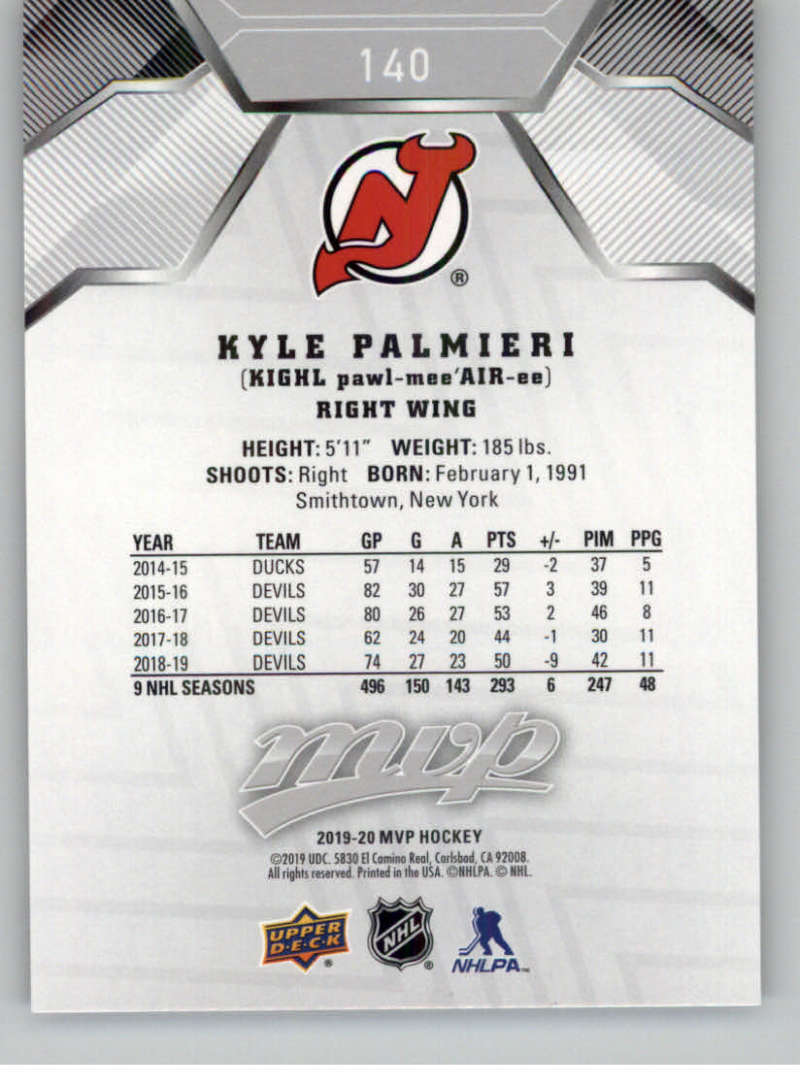 140
®
KYLE PALMIERI
(KIGHL pawl-mee'AIR-ee)
RIGHT WING
HEIGHT: 5'11" WEIGHT: 185 lbs.
SHOOTS: Right BORN: February 1, 1991
Smithtown, New York
YEAR TEAM GP G A PTS +/- PIM PPG
2014-15 DUCKS 57 14 15 29 -2 37 5
2015-16 DEVILS 82 30 27 57 3 39 11
2016-17 DEVILS 80 26 27 53 2 46 8
2017-18 DEVILS 62 24 20 44 -1 30 11
2018-19 DEVILS 74 27 23 50 -9 42 11
9 NHL SEASONS 496 150 143 293 6 247 48
mvp
2019-20 MVP HOCKEY
©2019 UDC. 5830 El Camino Real, Carlsbad, CA 92008.
All rights reserved. Printed in the USA. ©NHLPA. © NHL.
UPPER DECK ® NHL ® NHLPA™